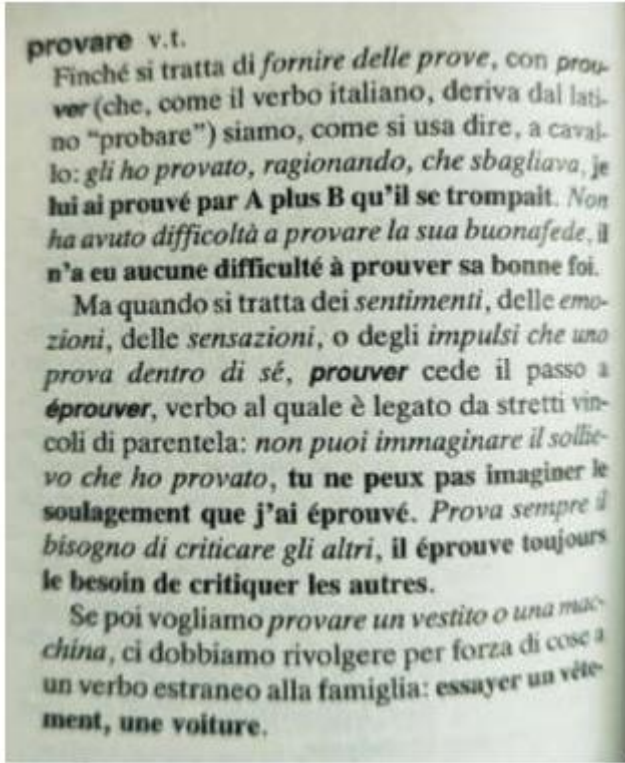 provare v.t.
Finché si tratta di fornire delle prove, con prou-
ver (che, come il verbo italiano, deriva dal lati-
no “probare”) siamo, come si usa dire, a caval-
lo: gli ho provato, ragionando, che sbagliava, je
lui ai prouvé par A plus B qu’il se trompait. Non
ha avuto difficoltà a provare la sua buonafede, il
n’a eu aucune difficulté à prouver sa bonne foi.
Ma quando si tratta dei sentimenti, delle emo-
zioni, delle sensazioni, o degli impulsi che uno
prova dentro di sé, prouver cede il passo a
éprouver, verbo al quale è legato da stretti vin-
coli di parentela: non puoi immaginare il sollie-
vo che ho provato, tu ne peux pas imaginer le
soulagement que j’ai éprouvé. Prova sempre il
bisogno di criticare gli altri, il éprouve toujours
le besoin de critiquer les autres.
Se poi vogliamo provare un vestito o una mac-
china, ci dobbiamo rivolgere per forza di cose a
un verbo estraneo alla famiglia: essayer un vête-
ment, une voiture.